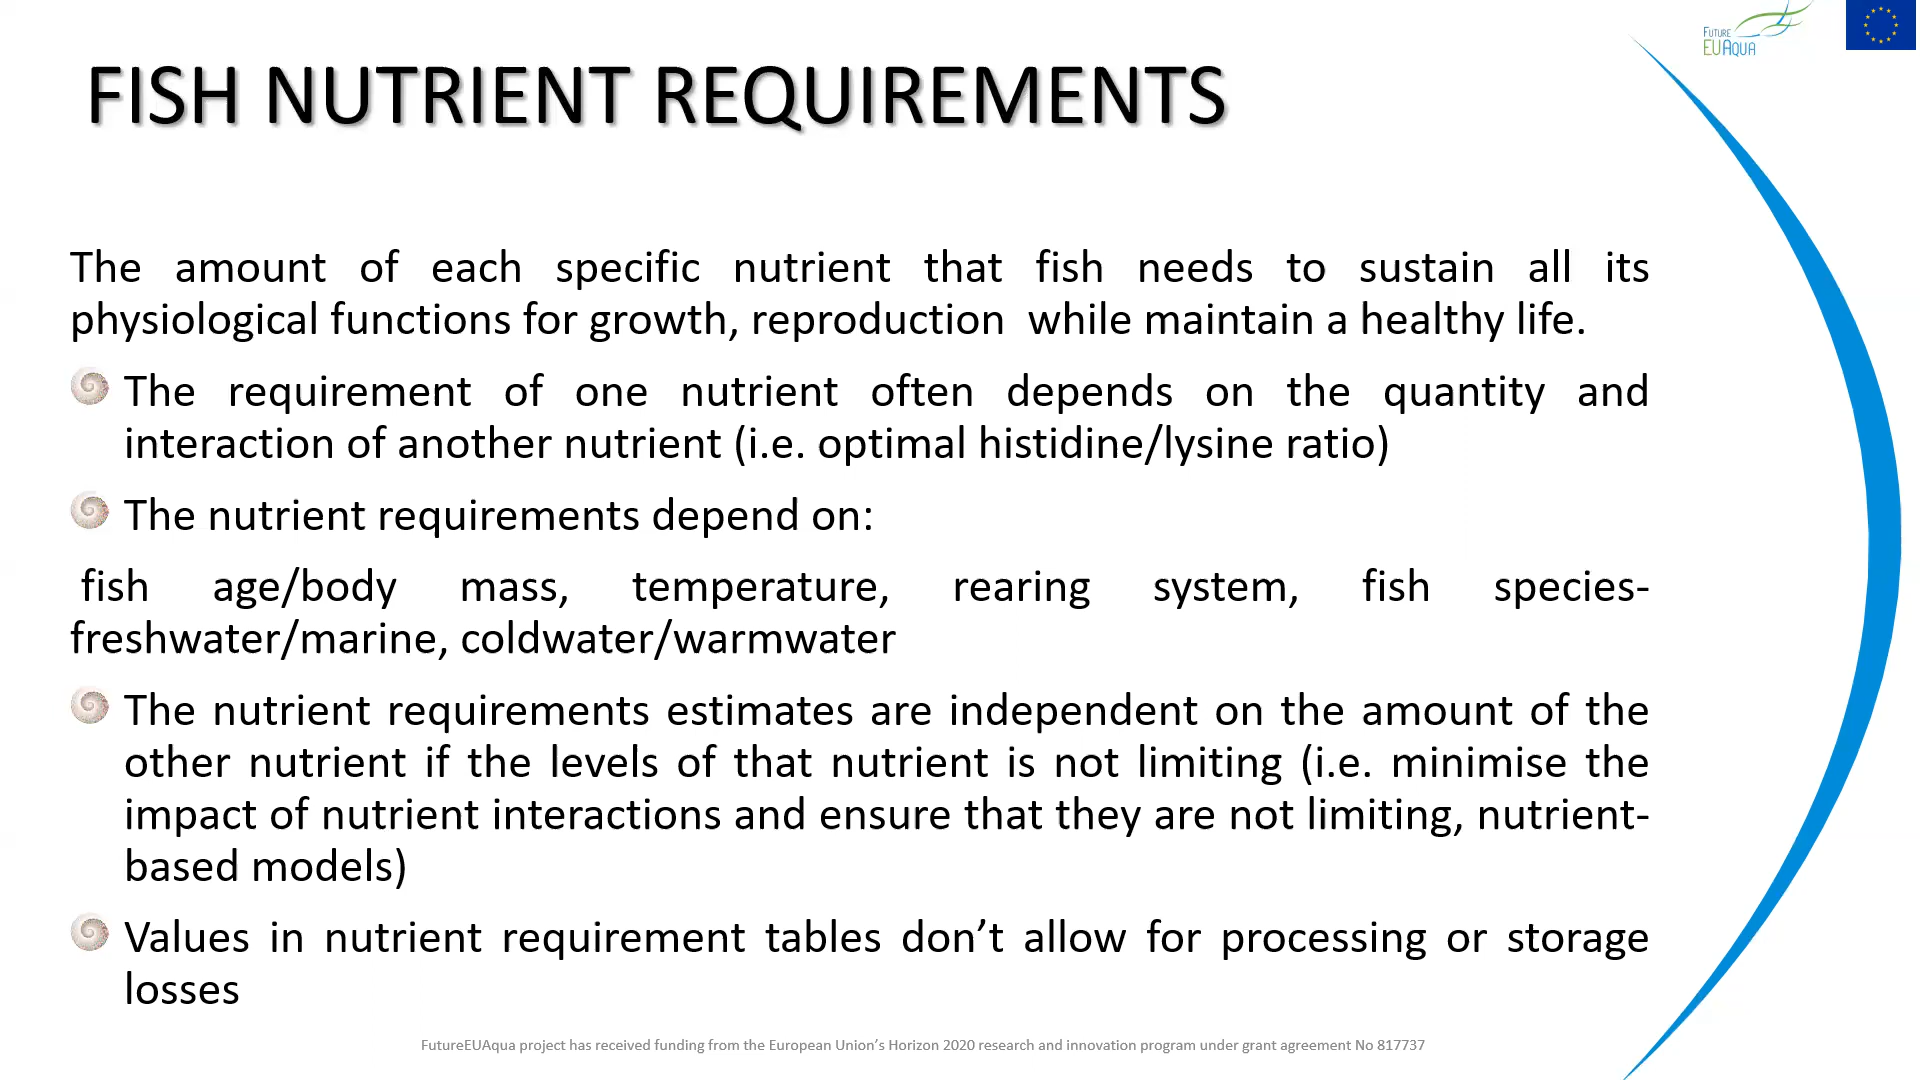 FUTURE
EUAQUA
FISH NUTRIENT REQUIREMENTS
The amount of each specific nutrient that fish needs to sustain all its
physiological functions for growth, reproduction  while maintain a healthy life.
The requirement of one nutrient often depends on the quantity and
interaction of another nutrient (i.e. optimal histidine/lysine ratio)
The nutrient requirements depend on:
fish age/body mass, temperature, rearing system, fish species-
freshwater/marine, coldwater/warmwater
The nutrient requirements estimates are independent on the amount of the
other nutrient if the levels of that nutrient is not limiting (i.e. minimise the
impact of nutrient interactions and ensure that they are not limiting, nutrient-
based models)
Values in nutrient requirement tables don’t allow for processing or storage
losses
FutureEUAqua project has received funding from the European Union’s Horizon 2020 research and innovation program under grant agreement No 817737